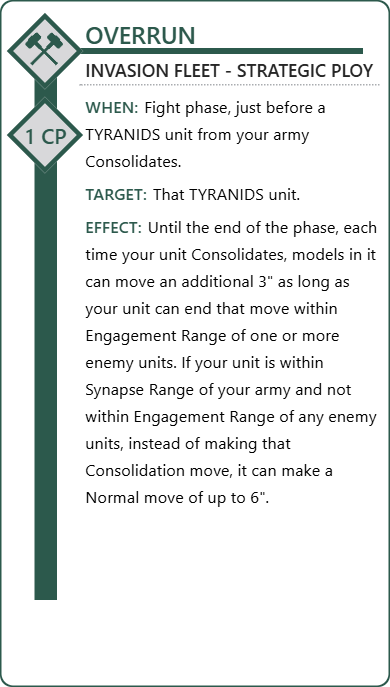 OVERRUN
INVASION FLEET - STRATEGIC PLOY
1 CP
WHEN: Fight phase, just before a
TYRANIDS unit from your army
Consolidates.
TARGET: That TYRANIDS unit.
EFFECT: Until the end of the phase, each
time your unit Consolidates, models in it
can move an additional 3" as long as
your unit can end that move within
Engagement Range of one or more
enemy units. If your unit is within
Synapse Range of your army and not
within Engagement Range of any enemy
units, instead of making that
Consolidation move, it can make a
Normal move of up to 6".